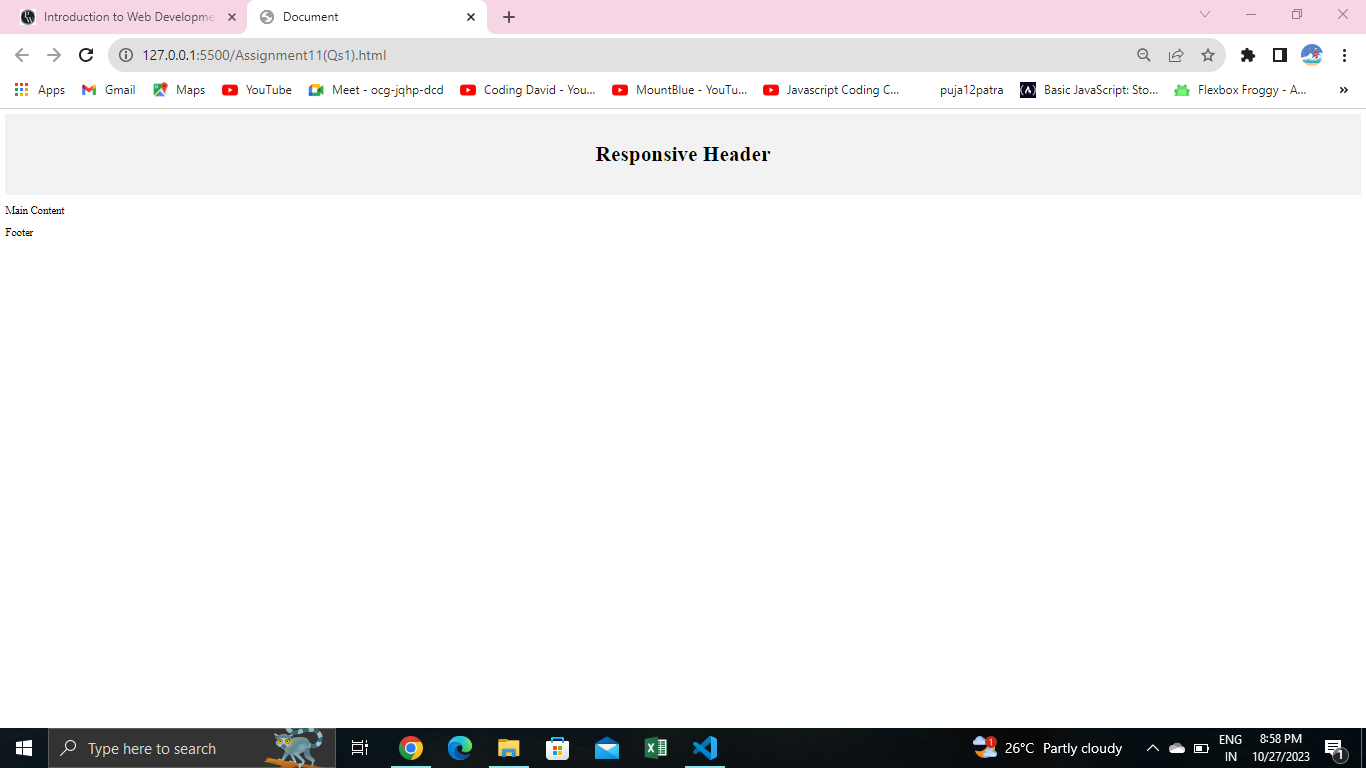 Introduction to Web Developme
Document
127.0.0.1:5500/Assignment11(Qs1).html
Apps Gmail Maps YouTube Meet - ocg-jqhp-dcd Coding David - You... MountBlue - YouTu... Javascript Coding C... puja12patra Basic JavaScript: Sto... Flexbox Froggy - A... »
Responsive Header
Main Content
Footer
Type here to search
1
26°C Partly cloudy
ENG
IN
8:58 PM
10/27/2023
1